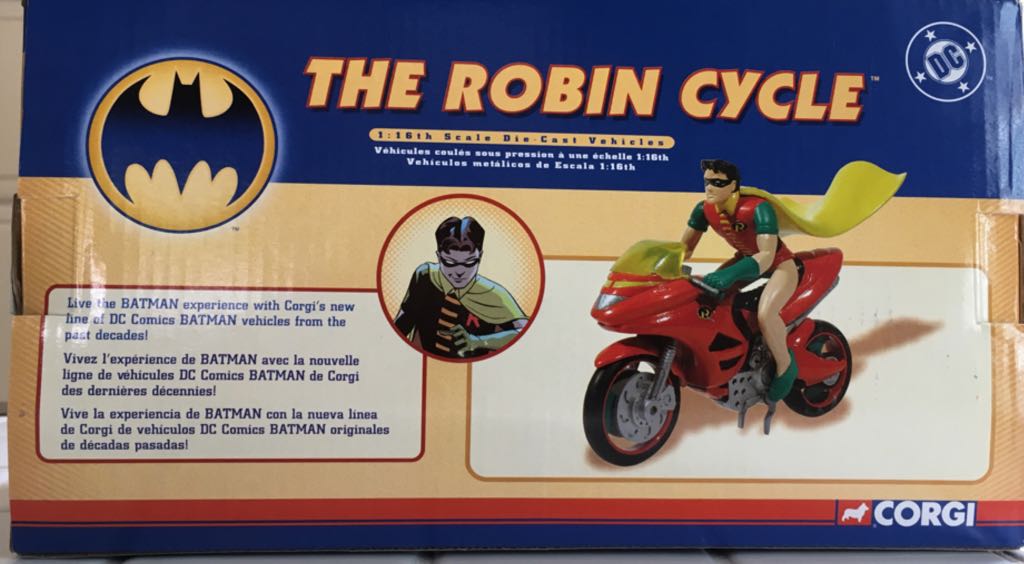 THE ROBIN CYCLE™
DC
™
1:16th Scale Die-Cast Vehicles
Véhicules coulés sous pression à une échelle 1:16th
Vehículos metálicos de Escala 1:16th
™
R
R
R
Live the BATMAN experience with Corgi's new
line of DC Comics BATMAN vehicles from the
past decades!
Vivez l'expérience de BATMAN avec la nouvelle
ligne de véhicules DC Comics BATMAN de Corgi
des dernières décennies!
Vive la experiencia de BATMAN con la nueva línea
de Corgi de vehículos DC Comics BATMAN originales
de décadas pasadas!
CORGI